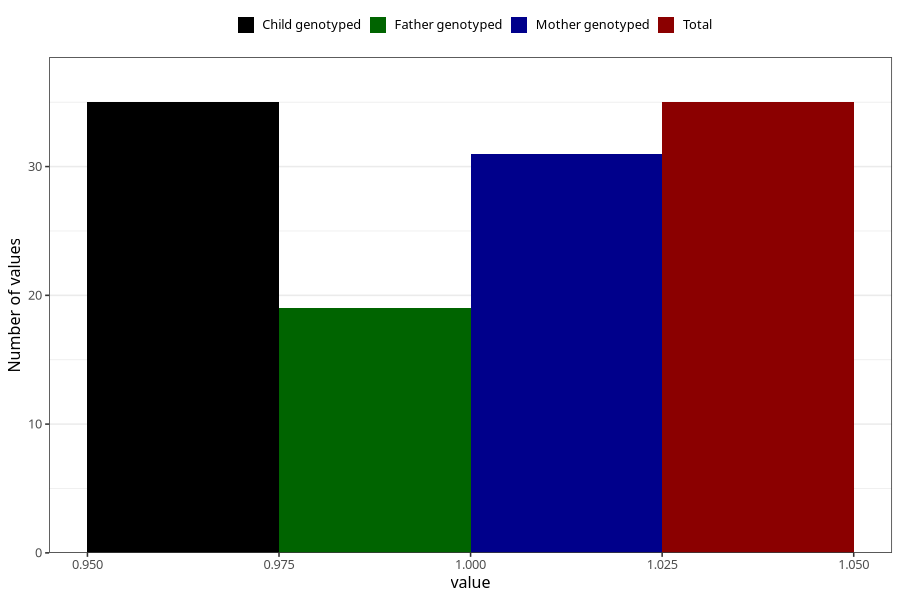 Child genotyped Father genotyped Mother genotyped Total
Number of values
30
20
10
0
0.950 0.975 1.000 1.025 1.050
value